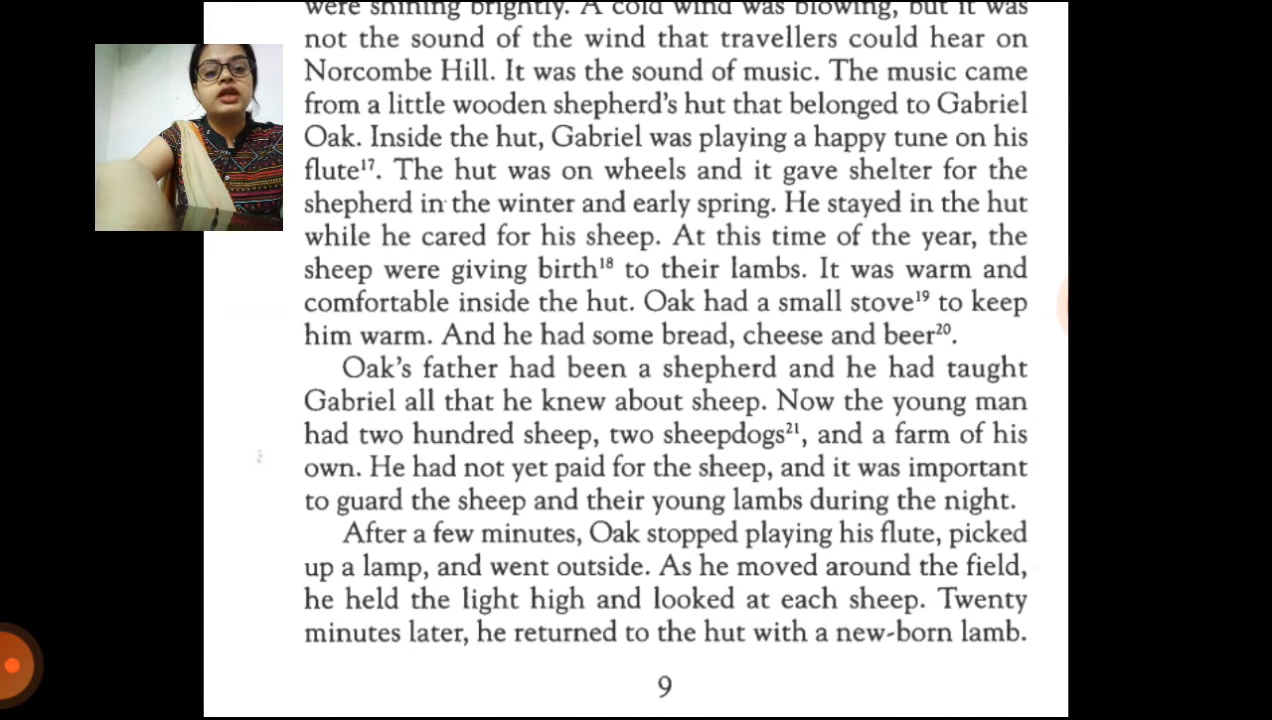 were shining brightly. A cold wind was blowing, but it was
not the sound of the wind that travellers could hear on
Norcombe Hill. It was the sound of music. The music came
from a little wooden shepherd's hut that belonged to Gabriel
Oak. Inside the hut, Gabriel was playing a happy tune on his
flute¹⁷. The hut was on wheels and it gave shelter for the
shepherd in the winter and early spring. He stayed in the hut
while he cared for his sheep. At this time of the year, the
sheep were giving birth¹⁸ to their lambs. It was warm and
comfortable inside the hut. Oak had a small stove¹⁹ to keep
him warm. And he had some bread, cheese and beer²⁰.
Oak's father had been a shepherd and he had taught
Gabriel all that he knew about sheep. Now the young man
had two hundred sheep, two sheepdogs²¹, and a farm of his
own. He had not yet paid for the sheep, and it was important
to guard the sheep and their young lambs during the night.
After a few minutes, Oak stopped playing his flute, picked
up a lamp, and went outside. As he moved around the field,
he held the light high and looked at each sheep. Twenty
minutes later, he returned to the hut with a new-born lamb.
9